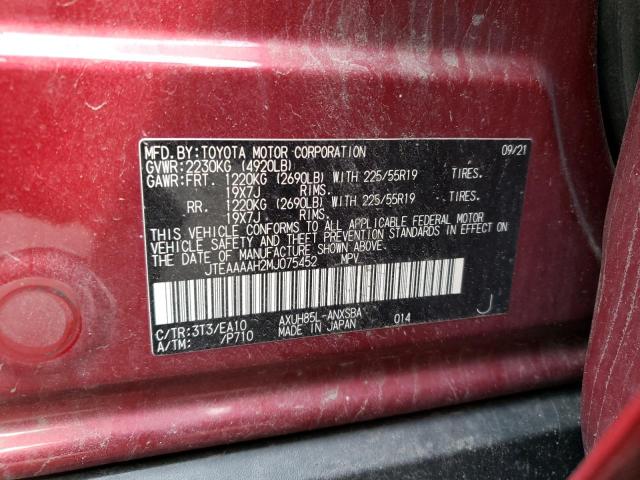 MFD.BY:TOYOTA MOTOR CORPORATION 09/21
GVWR:2230KG (4920LB)
GAWR:FRT. 1220KG (2690LB) WITH 225/55R19 TIRES.
19X7J RIMS.
RR. 1220KG (2690LB) WITH 225/55R19 TIRES.
19X7J RIMS.
THIS VEHICLE CONFORMS TO ALL APPLICABLE FEDERAL MOTOR
VEHICLE SAFETY AND THEFT PREVENTION STANDARDS IN EFFECT ON
THE DATE OF MANUFACTURE SHOWN ABOVE.
JTEAAAAH2MJ075452 MPV
C/TR:3T3/EA10 AXUH85L-ANXSBA
A/TM: /P710 MADE IN JAPAN 014 J